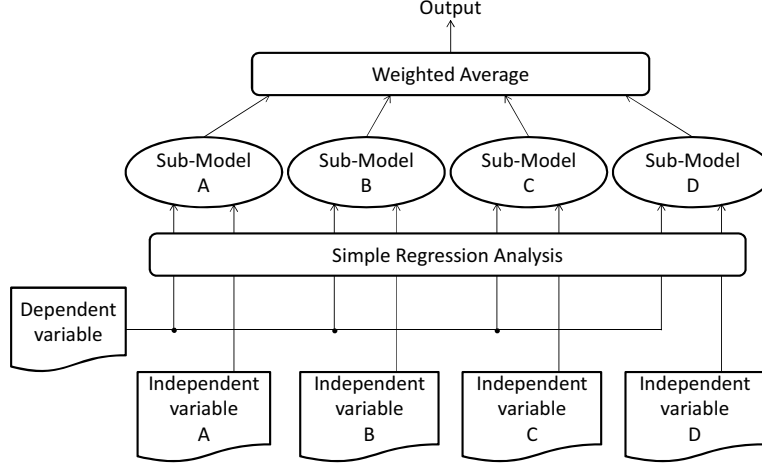 Output
Weighted Average
Sub-Model
A
Sub-Model
B
Sub-Model
C
Sub-Model
D
Simple Regression Analysis
Dependent
variable
Independent
variable
A
Independent
variable
B
Independent
variable
C
Independent
variable
D